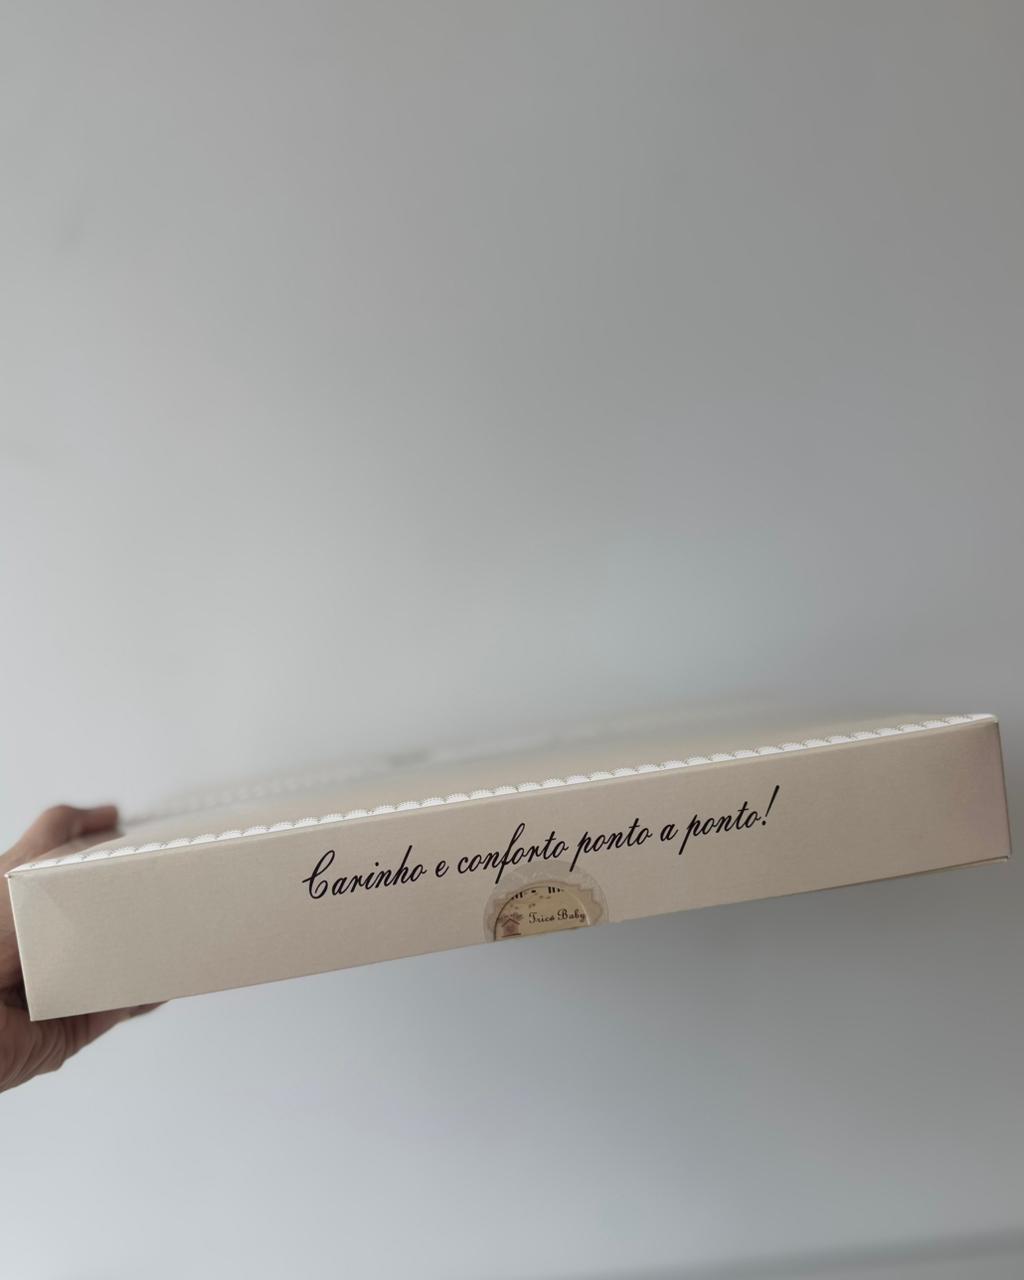 Carinho e conforto ponto a ponto!
Tricô Baby